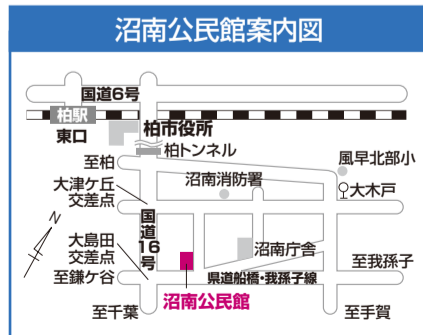 沼南公民館案内図
国道6号
柏駅
東口
柏市役所
柏トンネル
至柏
風早北部小
大津ケ丘
交差点
沼南消防署
大木戸
N
国道16号
大島田
交差点
沼南庁舎
至我孫子
至鎌ケ谷
県道船橋・我孫子線
沼南公民館
至千葉
至手賀